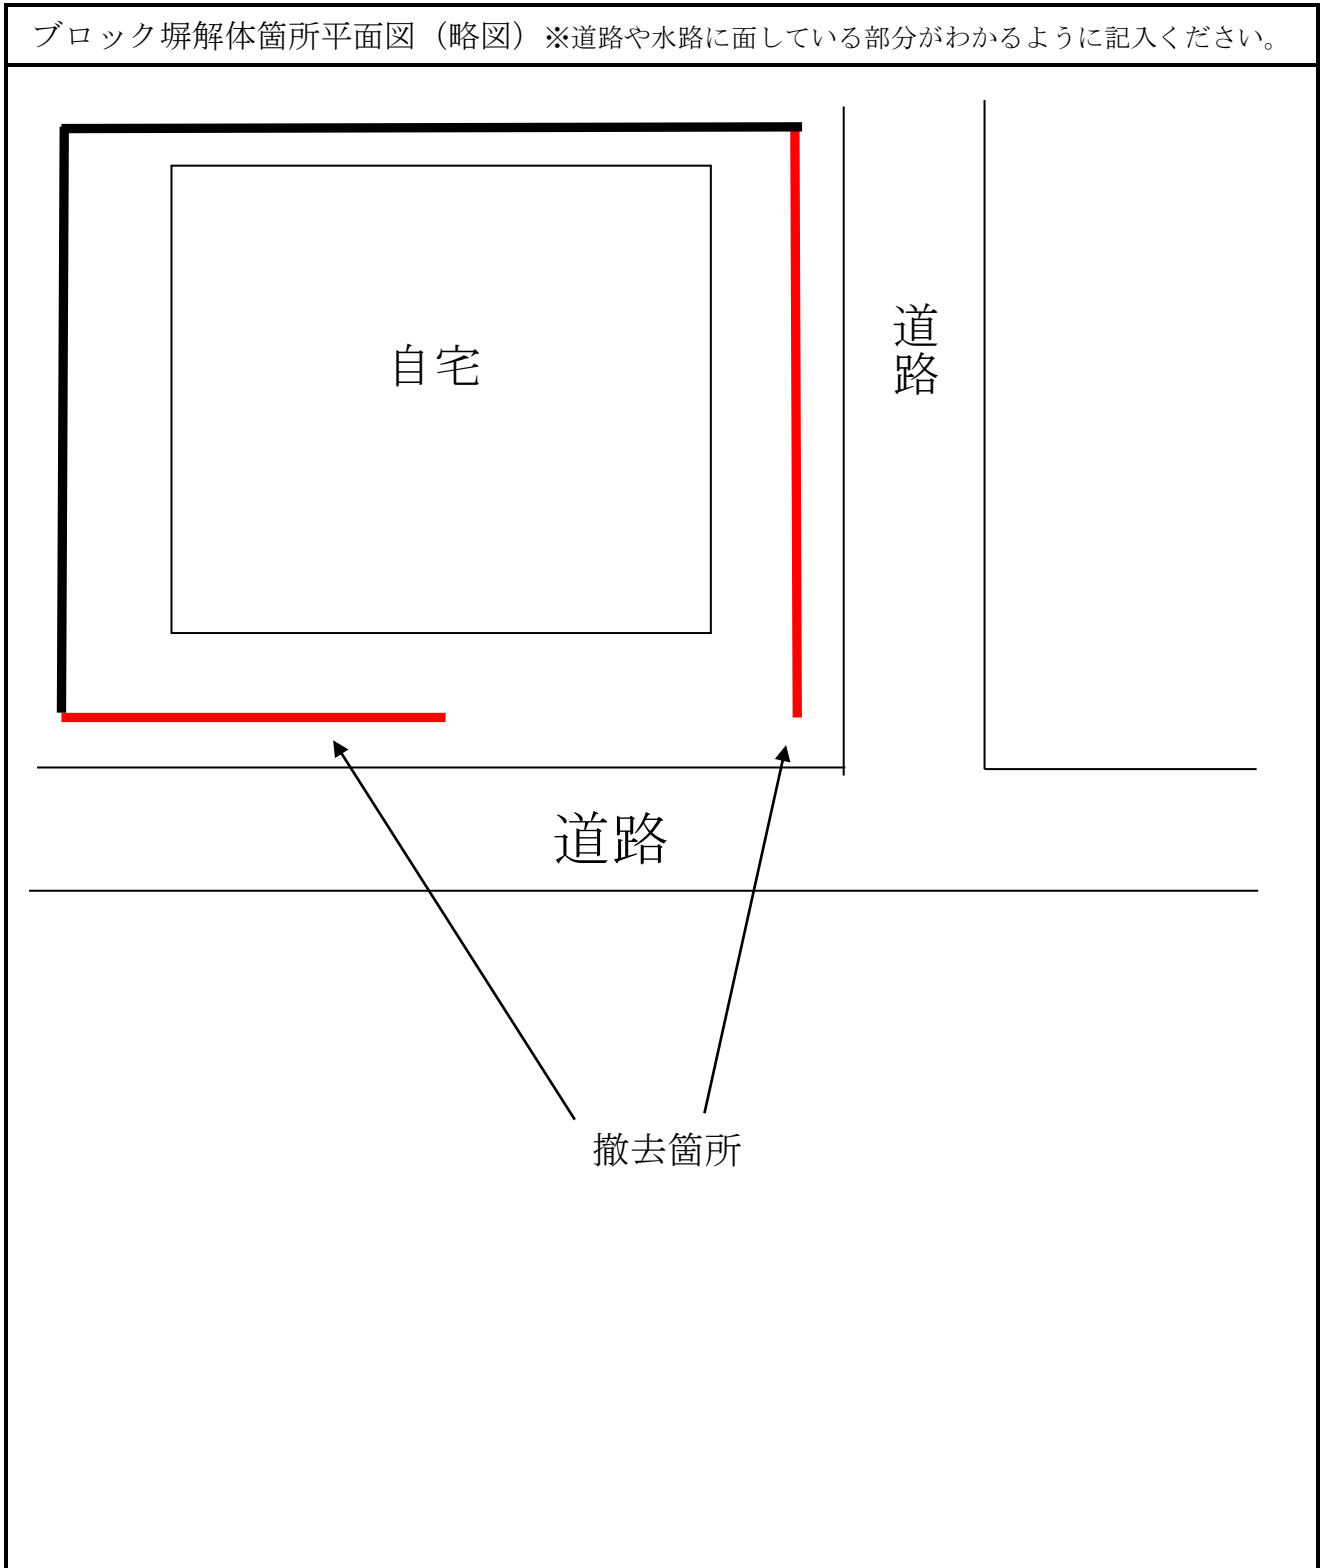 ブロック塀解体箇所平面図（略図）※道路や水路に面している部分がわかるように記入ください。
自宅
道路
道路
撤去箇所